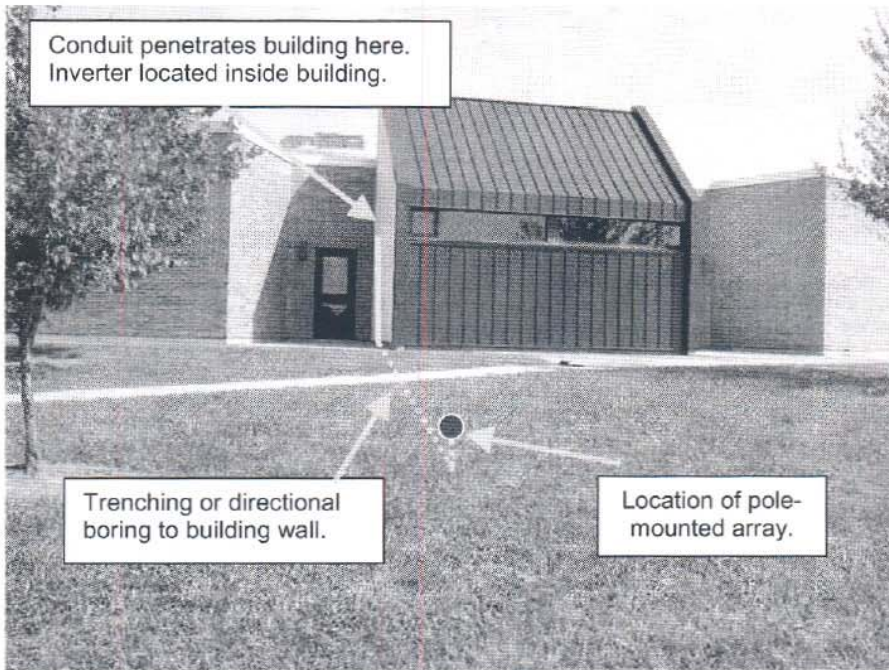 Conduit penetrates building here.
Inverter located inside building.
Trenching or directional
boring to building wall.
Location of pole-
mounted array.